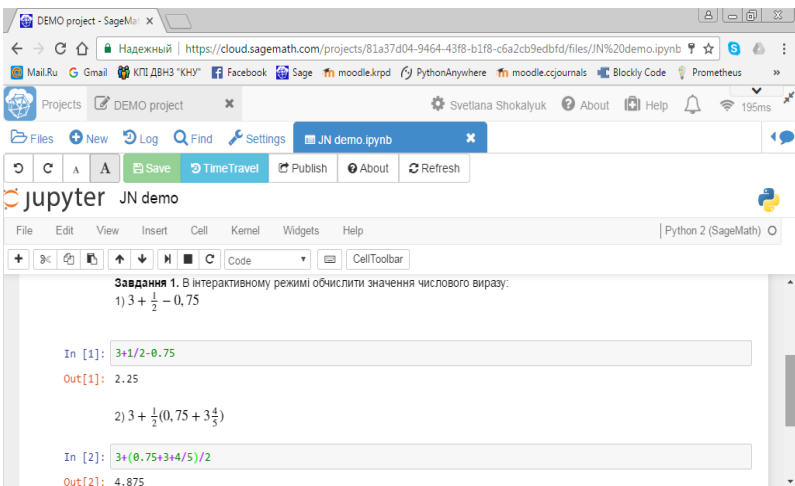 DEMO project - SageMat
Надежный | https://cloud.sagemath.com/projects/81a37d04-9464-43f8-b1f8-c6a2cb9edbfd/files/JN%20demo.ipynb
Mail.Ru Gmail КПІ ДВНЗ "КНУ" Facebook Sage moodle.krpd PythonAnywhere moodle.ccjournals Blockly Code Prometheus »
Projects DEMO project Svetlana Shokalyuk About Help 195ms
Files New Log Find Settings JN demo.ipynb
A A Save TimeTravel Publish About Refresh
jupyter JN demo
File Edit View Insert Cell Kernel Widgets Help Python 2 (SageMath)
Code CellToolbar
Завдання 1. В інтерактивному режимі обчислити значення числового виразу:
1) 3 + 1/2 − 0,75
In [1]: 3+1/2-0.75
Out[1]: 2.25
2) 3 + 1/2(0,75 + 3 4/5)
In [2]: 3+(0.75+3+4/5)/2
Out[2]: 4.875